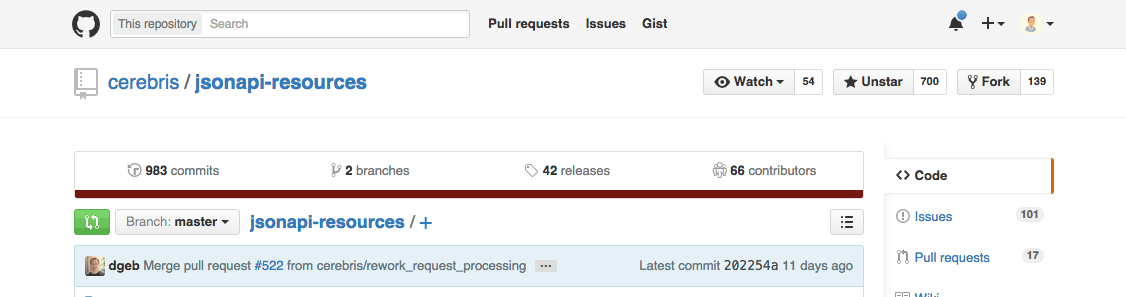 This repository Search Pull requests Issues Gist
cerebris / jsonapi-resources Watch 54 Unstar 700 Fork 139
983 commits 2 branches 42 releases 66 contributors
Code
Branch: master jsonapi-resources / +
Issues 101
dgeb Merge pull request #522 from cerebris/rework_request_processing ... Latest commit 202254a 11 days ago
Pull requests 17
Wiki